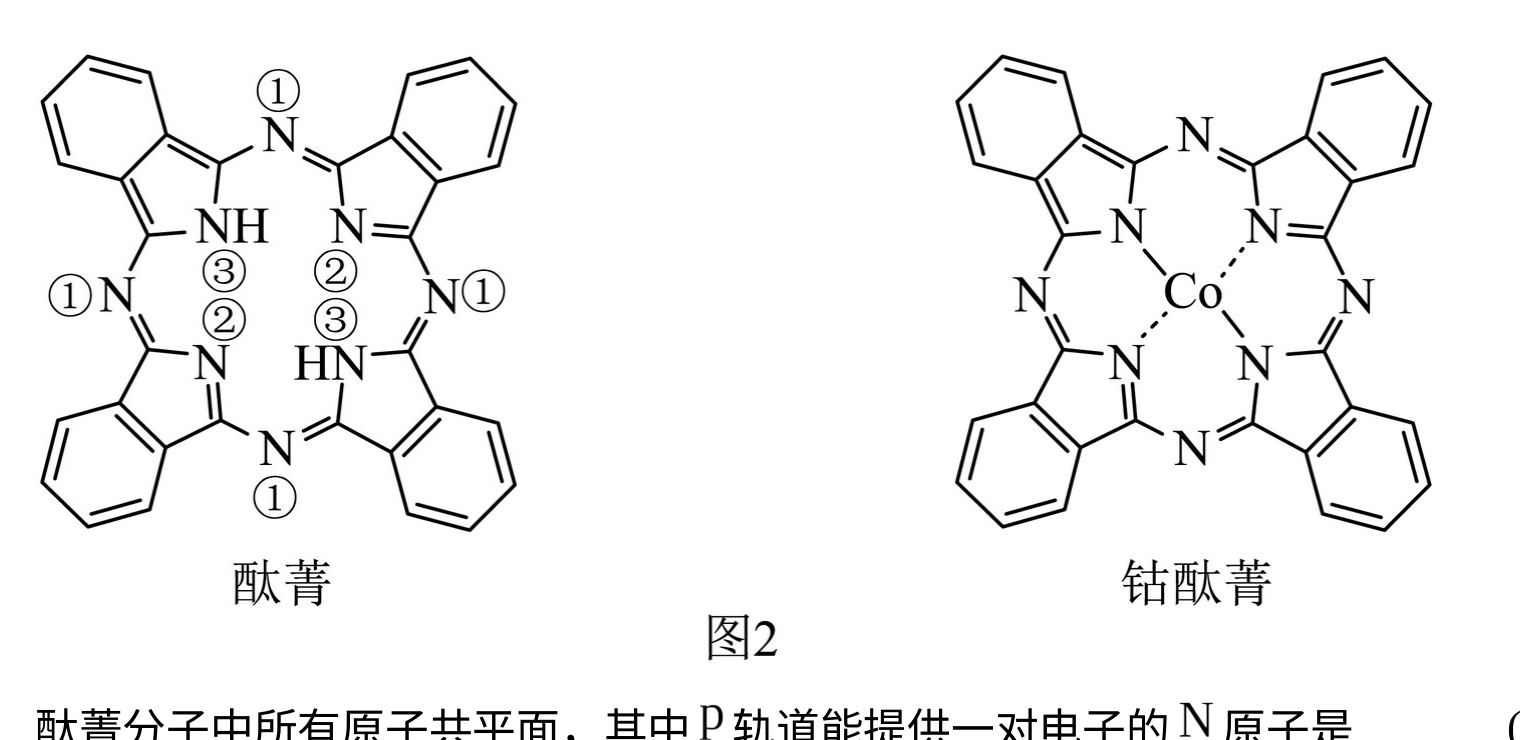 ① N N
N NH N N N N
③ ②
① N N ① N Co N
② ③
N HN N N
N N
①
酞菁 钴酞菁
图2
酞菁分子中所有原子共平面，其中p轨道能提供一对电子的N原子是 (